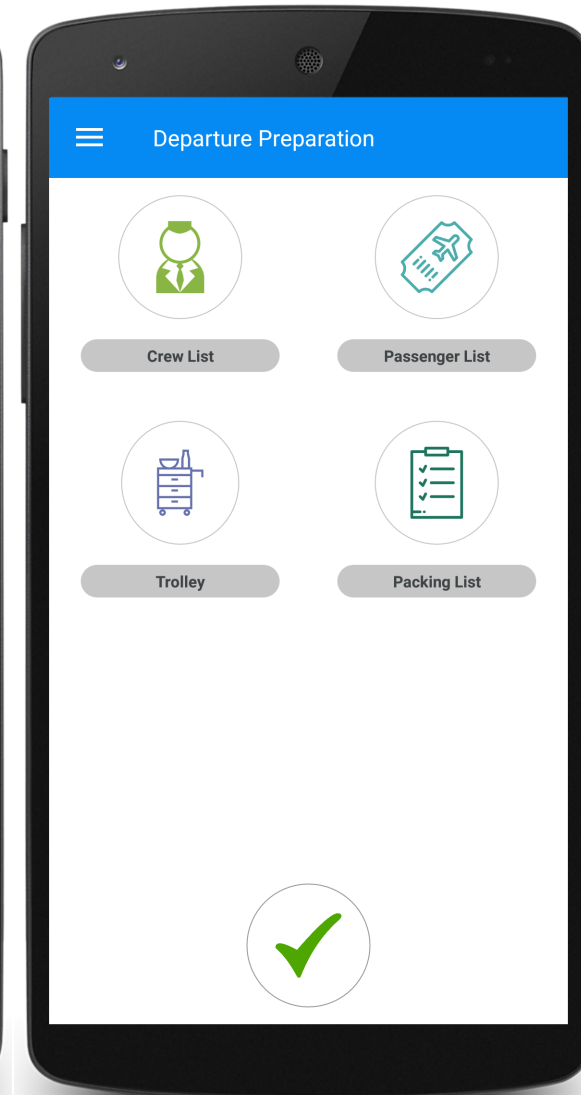 Departure Preparation
Crew List
Passenger List
Trolley
Packing List